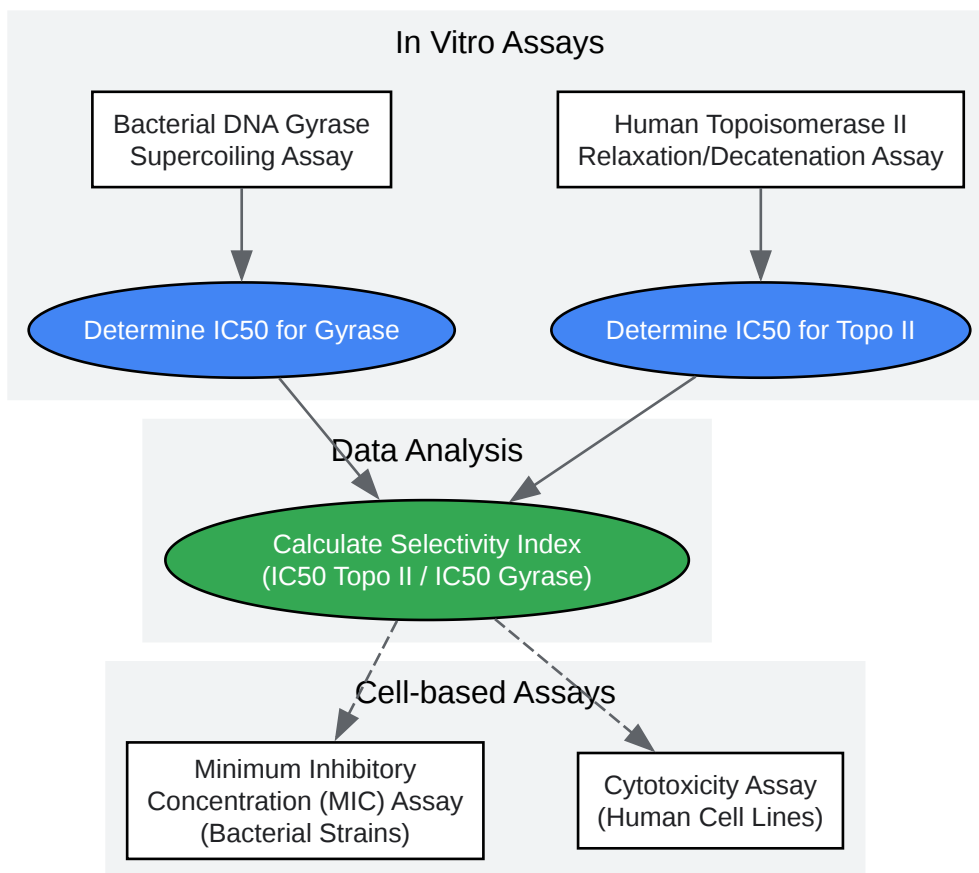 In Vitro Assays
Bacterial DNA Gyrase
Supercoiling Assay
Human Topoisomerase II
Relaxation/Decatenation Assay
Determine IC50 for Gyrase
Determine IC50 for Topo II
Data Analysis
Calculate Selectivity Index
(IC50 Topo II / IC50 Gyrase)
Cell-based Assays
Minimum Inhibitory
Concentration (MIC) Assay
(Bacterial Strains)
Cytotoxicity Assay
(Human Cell Lines)